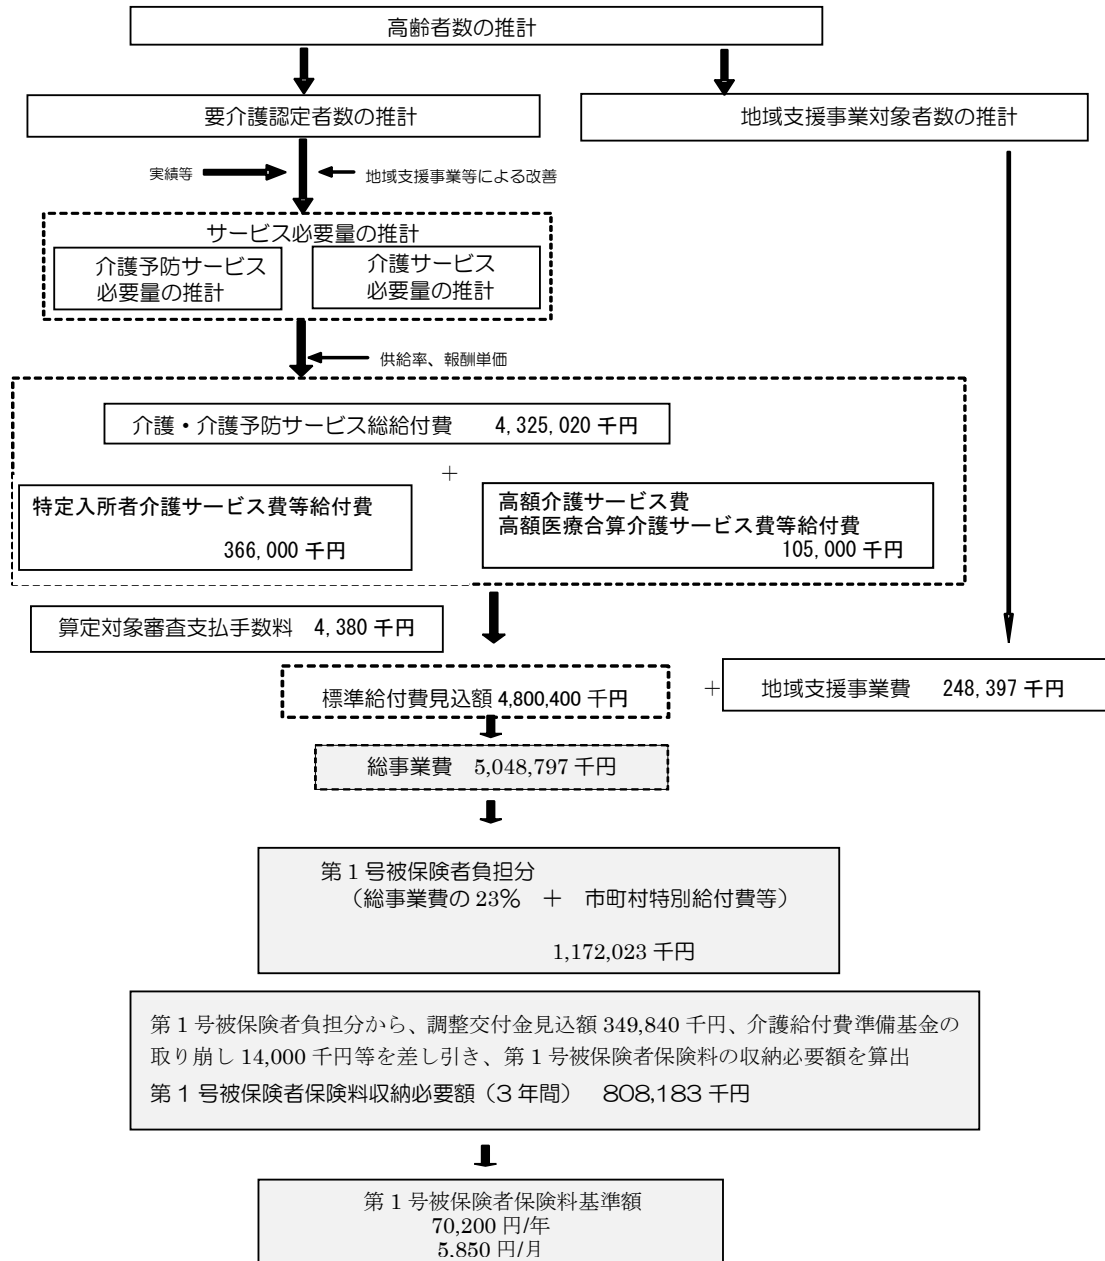 高齢者数の推計
要介護認定者数の推計
地域支援事業対象者数の推計
実績等
地域支援事業等による改善
サービス必要量の推計
介護予防サービス
必要量の推計
介護サービス
必要量の推計
供給率、報酬単価
介護・介護予防サービス総給付費 4,325,020 千円
+
特定入所者介護サービス費等給付費
366,000 千円
高額介護サービス費
高額医療合算介護サービス費等給付費
105,000 千円
算定対象審査支払手数料 4,380 千円
標準給付費見込額 4,800,400 千円
+
地域支援事業費 248,397 千円
総事業費 5,048,797 千円
第 1 号被保険者負担分
（総事業費の 23% + 市町村特別給付費等）
1,172,023 千円
第 1 号被保険者負担分から、調整交付金見込額 349,840 千円、介護給付費準備基金の
取り崩し 14,000 千円等を差し引き、第 1 号被保険者保険料の収納必要額を算出
第 1 号被保険者保険料収納必要額（3 年間） 808,183 千円
第 1 号被保険者保険料基準額
70,200 円/年
5,850 円/月